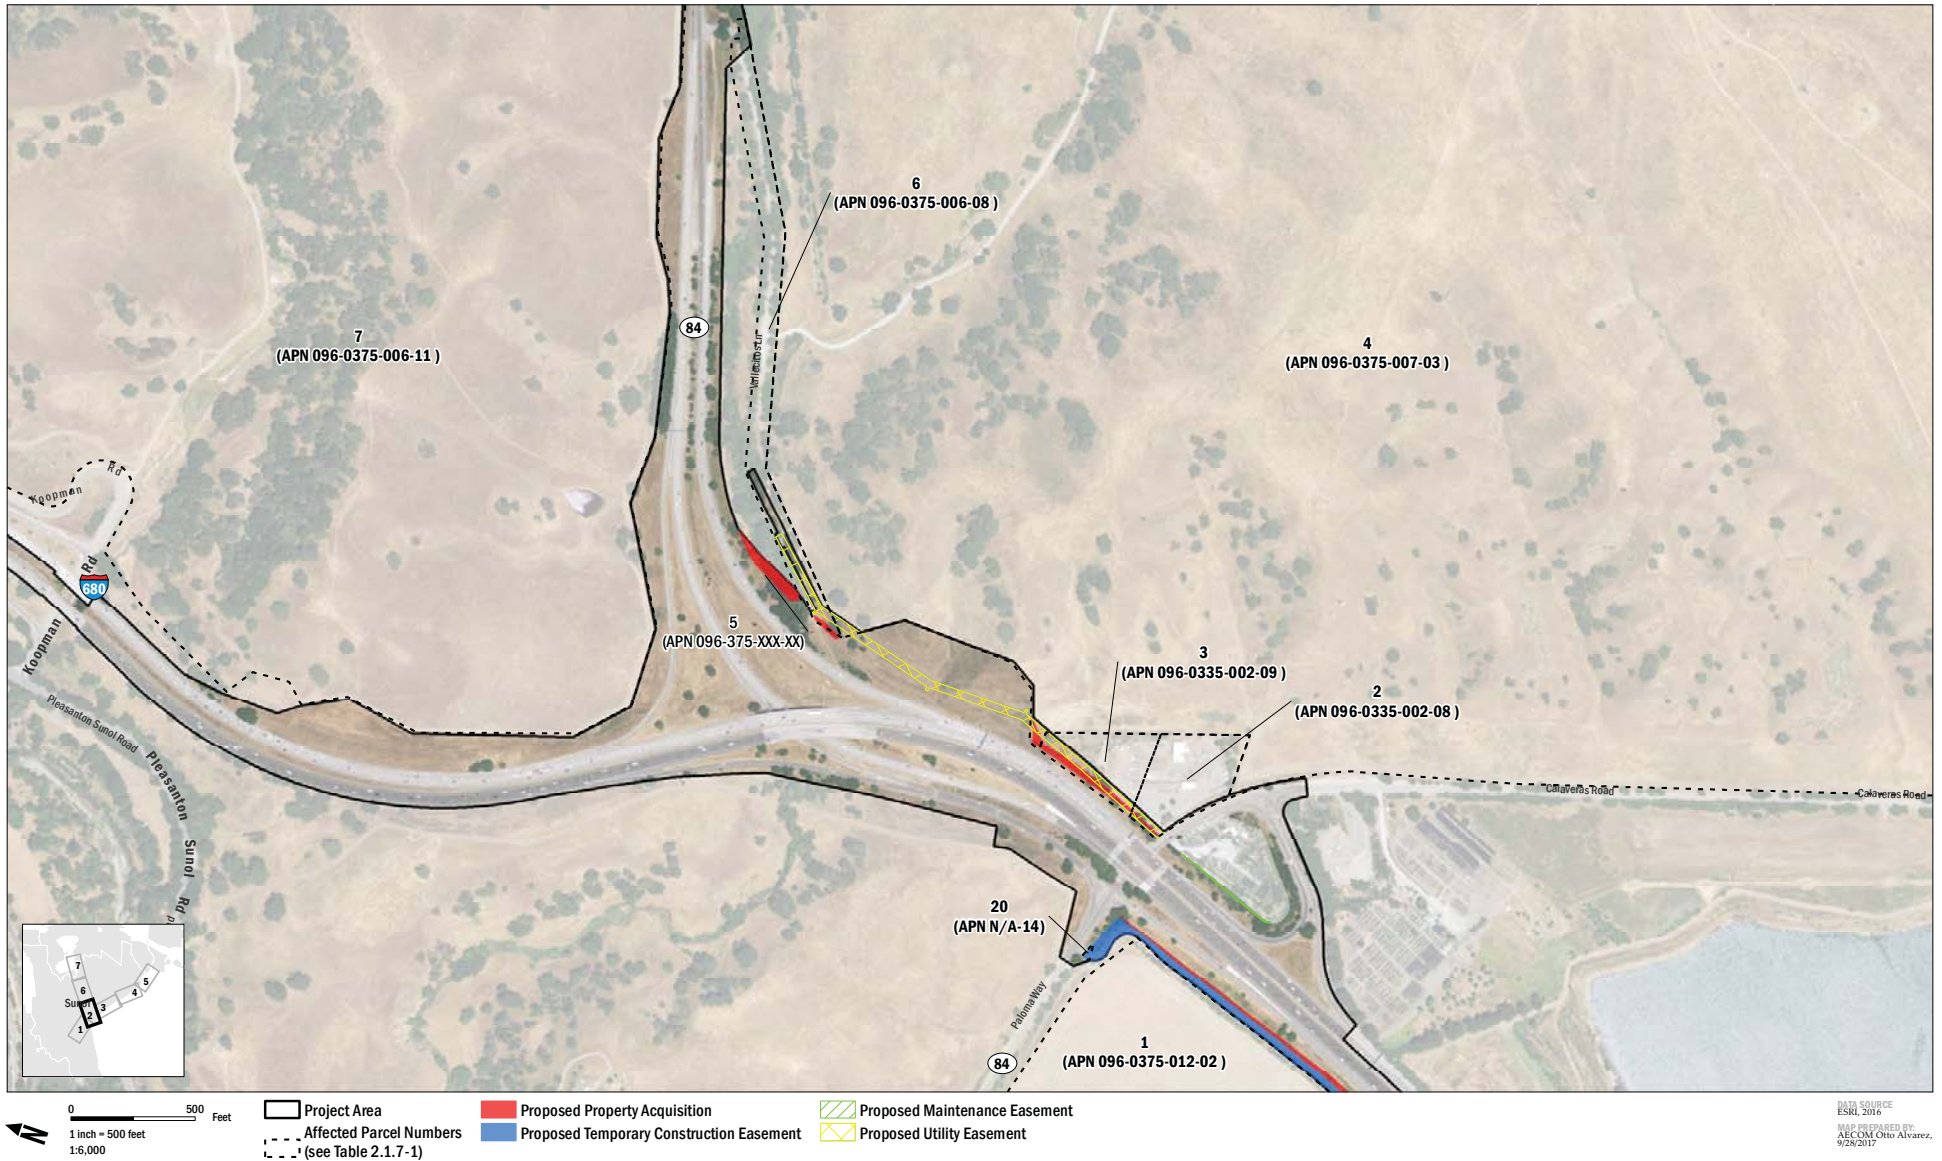 6
(APN 096-0375-006-08 )
84
7
(APN 096-0375-006-11 )
Vallecitos Ln
4
(APN 096-0375-007-03 )
Rd
Koopman
Rd
680
Koopman
5
(APN 096-375-XXX-XX)
3
(APN 096-0335-002-09 )
2
(APN 096-0335-002-08 )
Pleasanton Sunol Road
Pleasanton Sunol Rd
Calaveras Road
Calaveras Road
20
(APN N/A-14)
Paloma Way
84
1
(APN 096-0375-012-02 )
7
6
5
4
Sunol
3
2
1
N
0 500 Feet
1 inch = 500 feet
1:6,000
Project Area
Affected Parcel Numbers
(see Table 2.1.7-1)
Proposed Property Acquisition
Proposed Temporary Construction Easement
Proposed Maintenance Easement
Proposed Utility Easement
DATA SOURCE
ESRI, 2016
MAP PREPARED BY:
AECOM Otto Alvarez,
9/28/2017